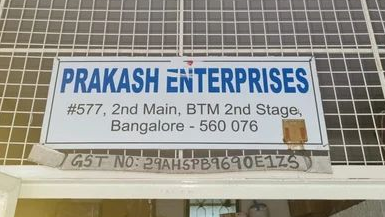 PRAKASH ENTERPRISES
#577, 2nd Main, BTM 2nd Stage,
Bangalore - 560 076
GST NO: 29AHSPB9690E1ZS